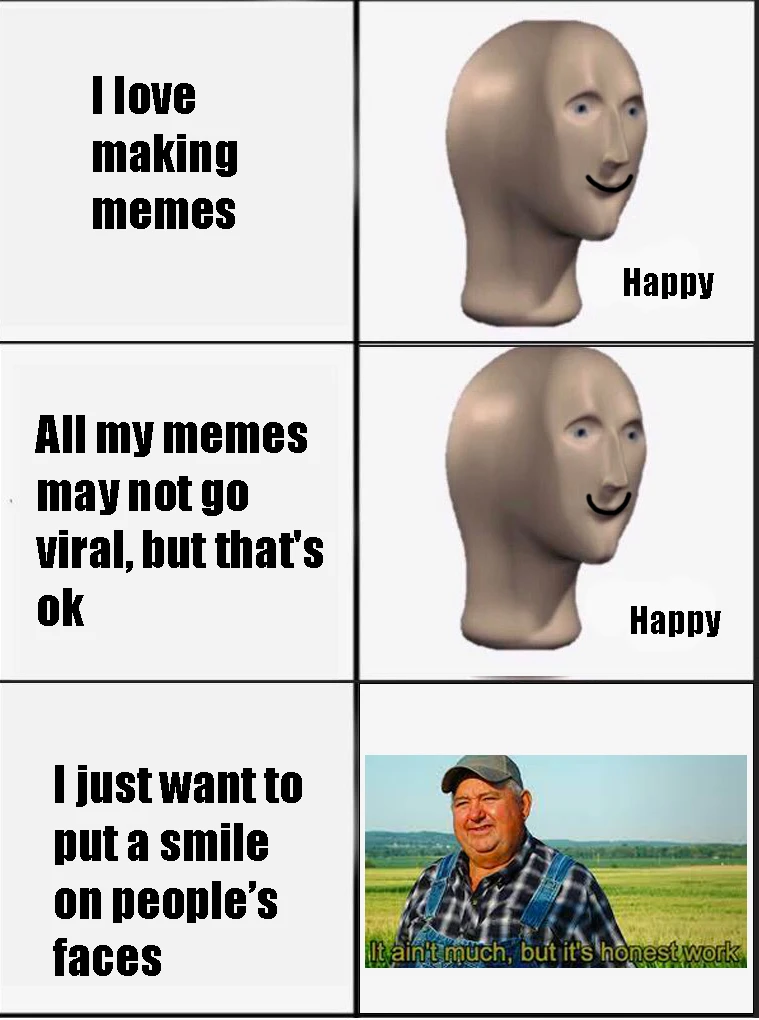 I love
making
memes
Happy
All my memes
may not go
viral, but that's
ok
Happy
I just want to
put a smile
on people’s
faces
It ain't much, but it's honest work